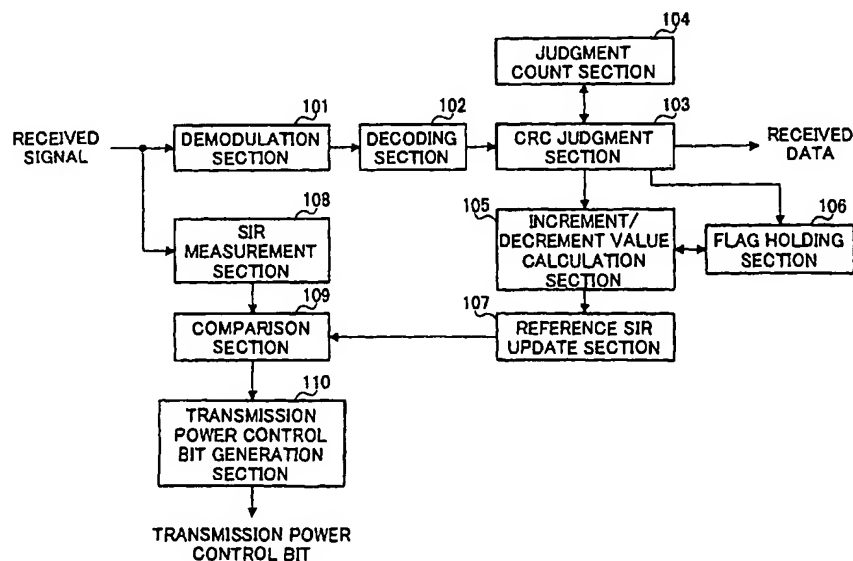 104
JUDGMENT
COUNT SECTION
101
102
103
RECEIVED
SIGNAL
DEMODULATION
SECTION
DECODING
SECTION
CRC JUDGMENT
SECTION
RECEIVED
DATA
108
105
106
SIR
MEASUREMENT
SECTION
INCREMENT/
DECREMENT VALUE
CALCULATION
SECTION
FLAG HOLDING
SECTION
109
107
COMPARISON
SECTION
REFERENCE SIR
UPDATE SECTION
110
TRANSMISSION
POWER CONTROL
BIT GENERATION
SECTION
TRANSMISSION POWER
CONTROL BIT